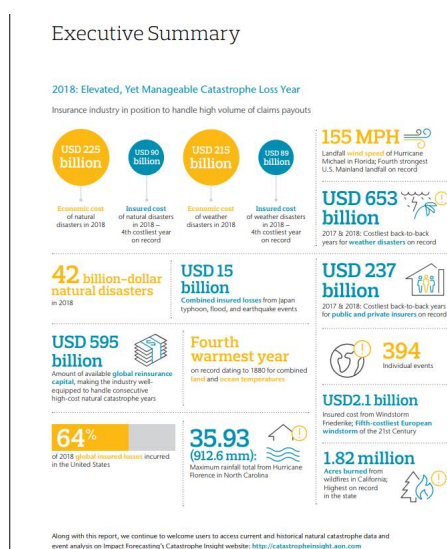 Executive Summary
2018: Elevated, Yet Manageable Catastrophe Loss Year
Insurance industry in position to handle high volume of claims payouts
USD 225
billion
Economic cost
of natural
disasters in 2018
USD 90
billion
Insured cost
of natural disasters
in 2018 –
4th costliest year
on record
USD 215
billion
Economic cost
of weather
disasters in 2018
USD 89
billion
Insured cost
of weather disasters
in 2018 –
4th costliest year
on record
155 MPH
Landfall wind speed of Hurricane
Michael in Florida; Fourth strongest
U.S. Mainland landfall on record
USD 653
billion
2017 & 2018: Costliest back-to-back
years for weather disasters on record
42 billion-dollar
natural disasters
in 2018
USD 15
billion
Combined insured losses from Japan
typhoon, flood, and earthquake events
USD 237
billion
2017 & 2018: Costliest back-to-back years
for public and private insurers on record
USD 595
billion
Amount of available global reinsurance
capital, making the industry well-
equipped to handle consecutive
high-cost natural catastrophe years
Fourth
warmest year
on record dating to 1880 for combined
land and ocean temperatures
394
Individual events
USD2.1 billion
Insured cost from Windstorm
Friederike; Fifth-costliest European
windstorm of the 21st Century
64%
of 2018 global insured losses incurred
in the United States
35.93
(912.6 mm):
Maximum rainfall total from Hurricane
Florence in North Carolina
1.82 million
Acres burned from
wildfires in California;
Highest on record
in the state
Along with this report, we continue to welcome users to access current and historical natural catastrophe data and
event analysis on Impact Forecasting's Catastrophe Insight website: http://catastropheinsight.aon.com